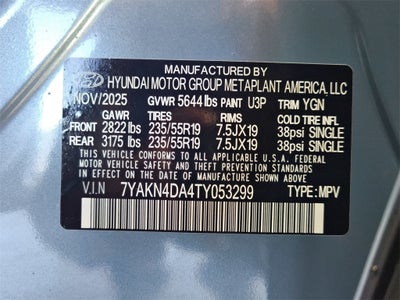 MFD BY HYUNDAI MOTOR GROUP METAPLANT AMERICA, LLC
NOV/2025 GVWR 5644 lbs PAINT U3P TRIM YGN
GAWR TIRES RIMS COLD TIRE INFL
FRONT 2822 lbs 235/55R19 7.5JX19 38psi SINGLE
REAR 3175 lbs 235/55R19 7.5JX19 38psi SINGLE
THIS VEHICLE CONFORMS TO ALL APPLICABLE U.S.A. FEDERAL MOTOR
VEHICLE SAFETY, BUMPER, AND THEFT PREVENTION STANDARDS IN
EFFECT ON THE DATE OF MANUFACTURE SHOWN ABOVE.
V.I.N 7YAKN4DA4TY053299 TYPE: MPV